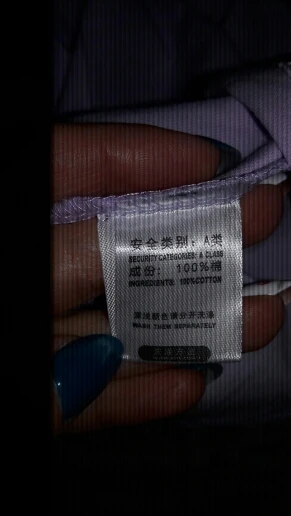 安全类别：A类
SECURITY CATEGORIES: A CLASS
成份：100%棉
INGREDIENTS: 100%COTTON
深浅颜色请分开洗涤
WASH THEM SEPARATELY